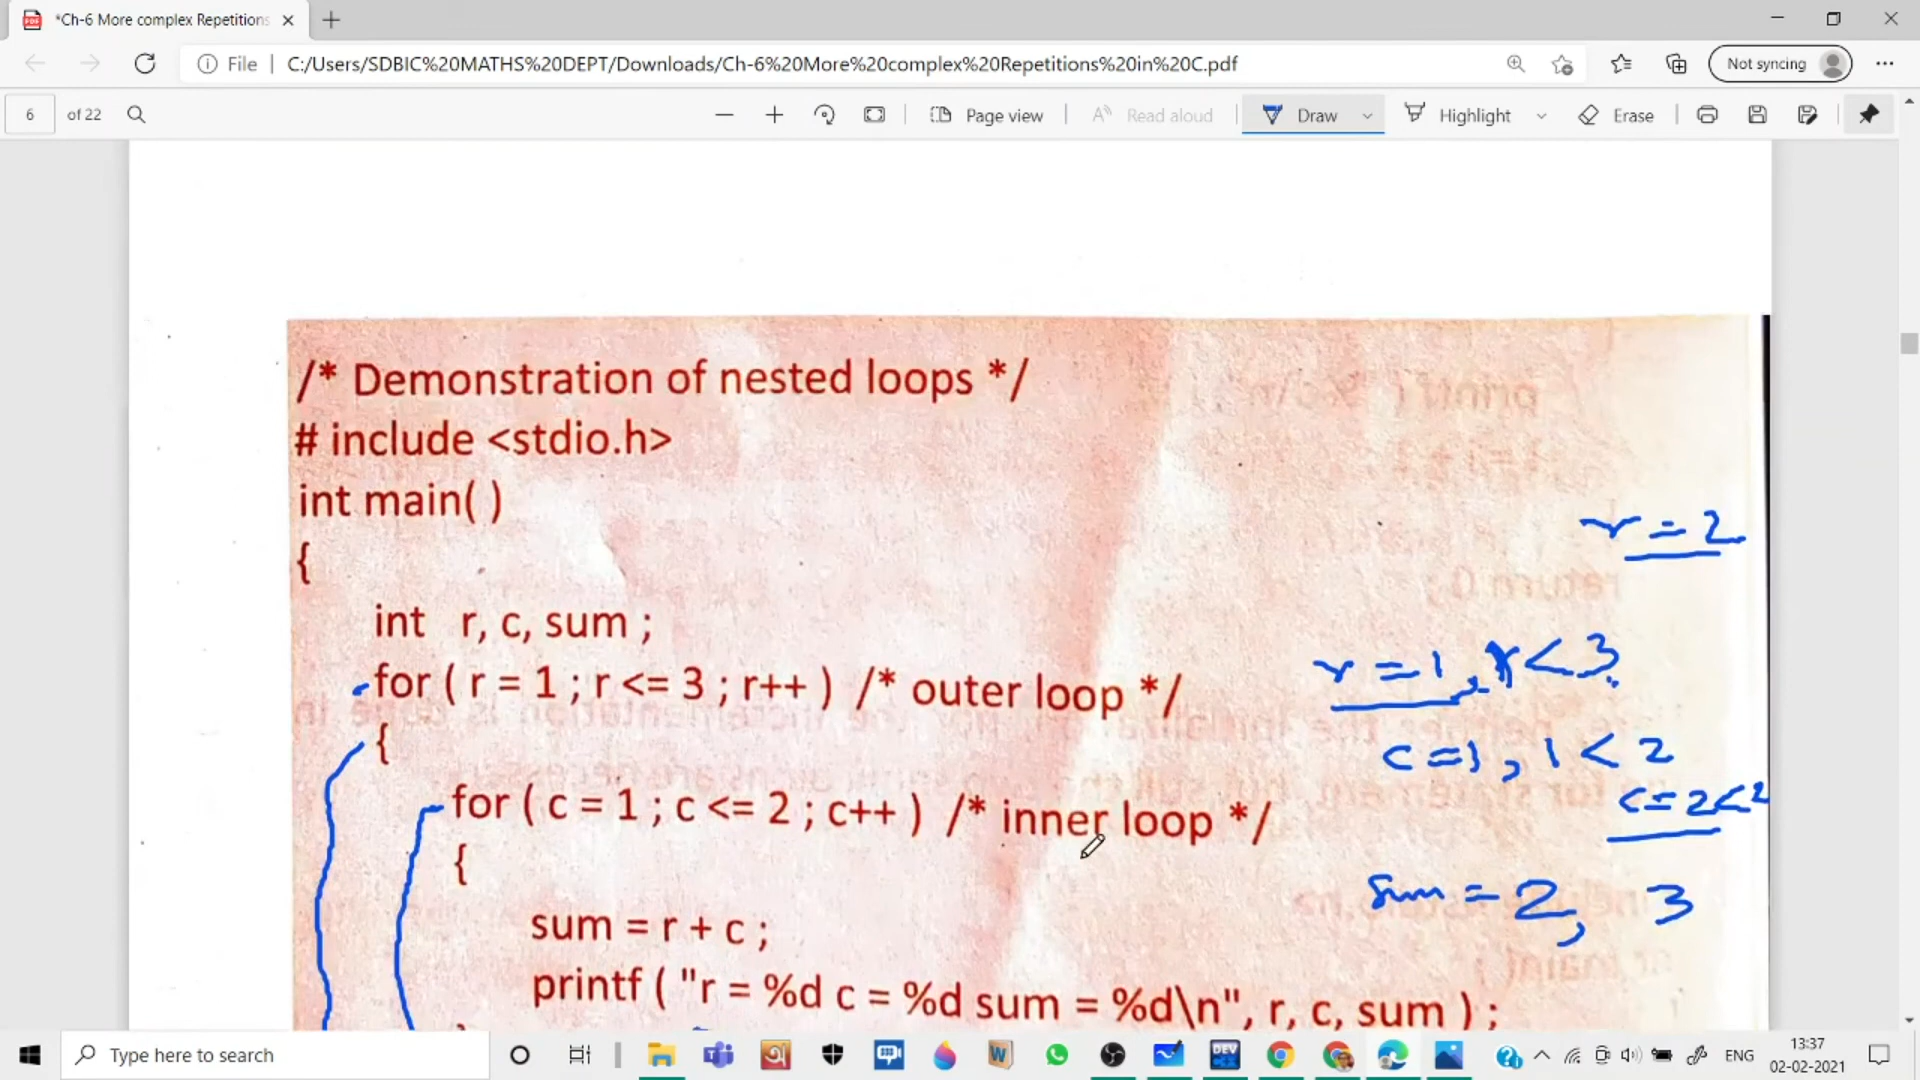 *Ch-6 More complex Repetitions
File C:/Users/SDBIC%20MATHS%20DEPT/Downloads/Ch-6%20More%20complex%20Repetitions%20in%20C.pdf
Not syncing
6 of 22
Page view
Read aloud
Draw
Highlight
Erase
/* Demonstration of nested loops */
# include <stdio.h>
int main( )
{
r = 2
int r, c, sum ;
for ( r = 1 ; r <= 3 ; r++ ) /* outer loop */
r = 1, r < 3
{
c = 1, 1 < 2
for ( c = 1 ; c <= 2 ; c++ ) /* inner loop */
c = 2 < 2
{
sum = 2, 3
sum = r + c ;
printf ( "r = %d c = %d sum = %d\n", r, c, sum ) ;
Type here to search
ENG
13:37
02-02-2021